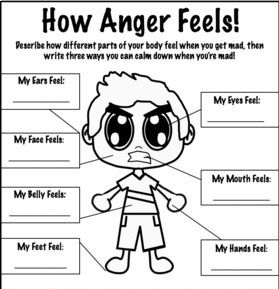 How Anger Feels!
Describe how different parts of your body feel when you get mad, then
write three ways you can calm down when you're mad!
My Ears Feel:
My Eyes Feel:
My Face Feels:
My Mouth Feels:
My Belly Feels:
My Feet Feel:
My Hands Feel: